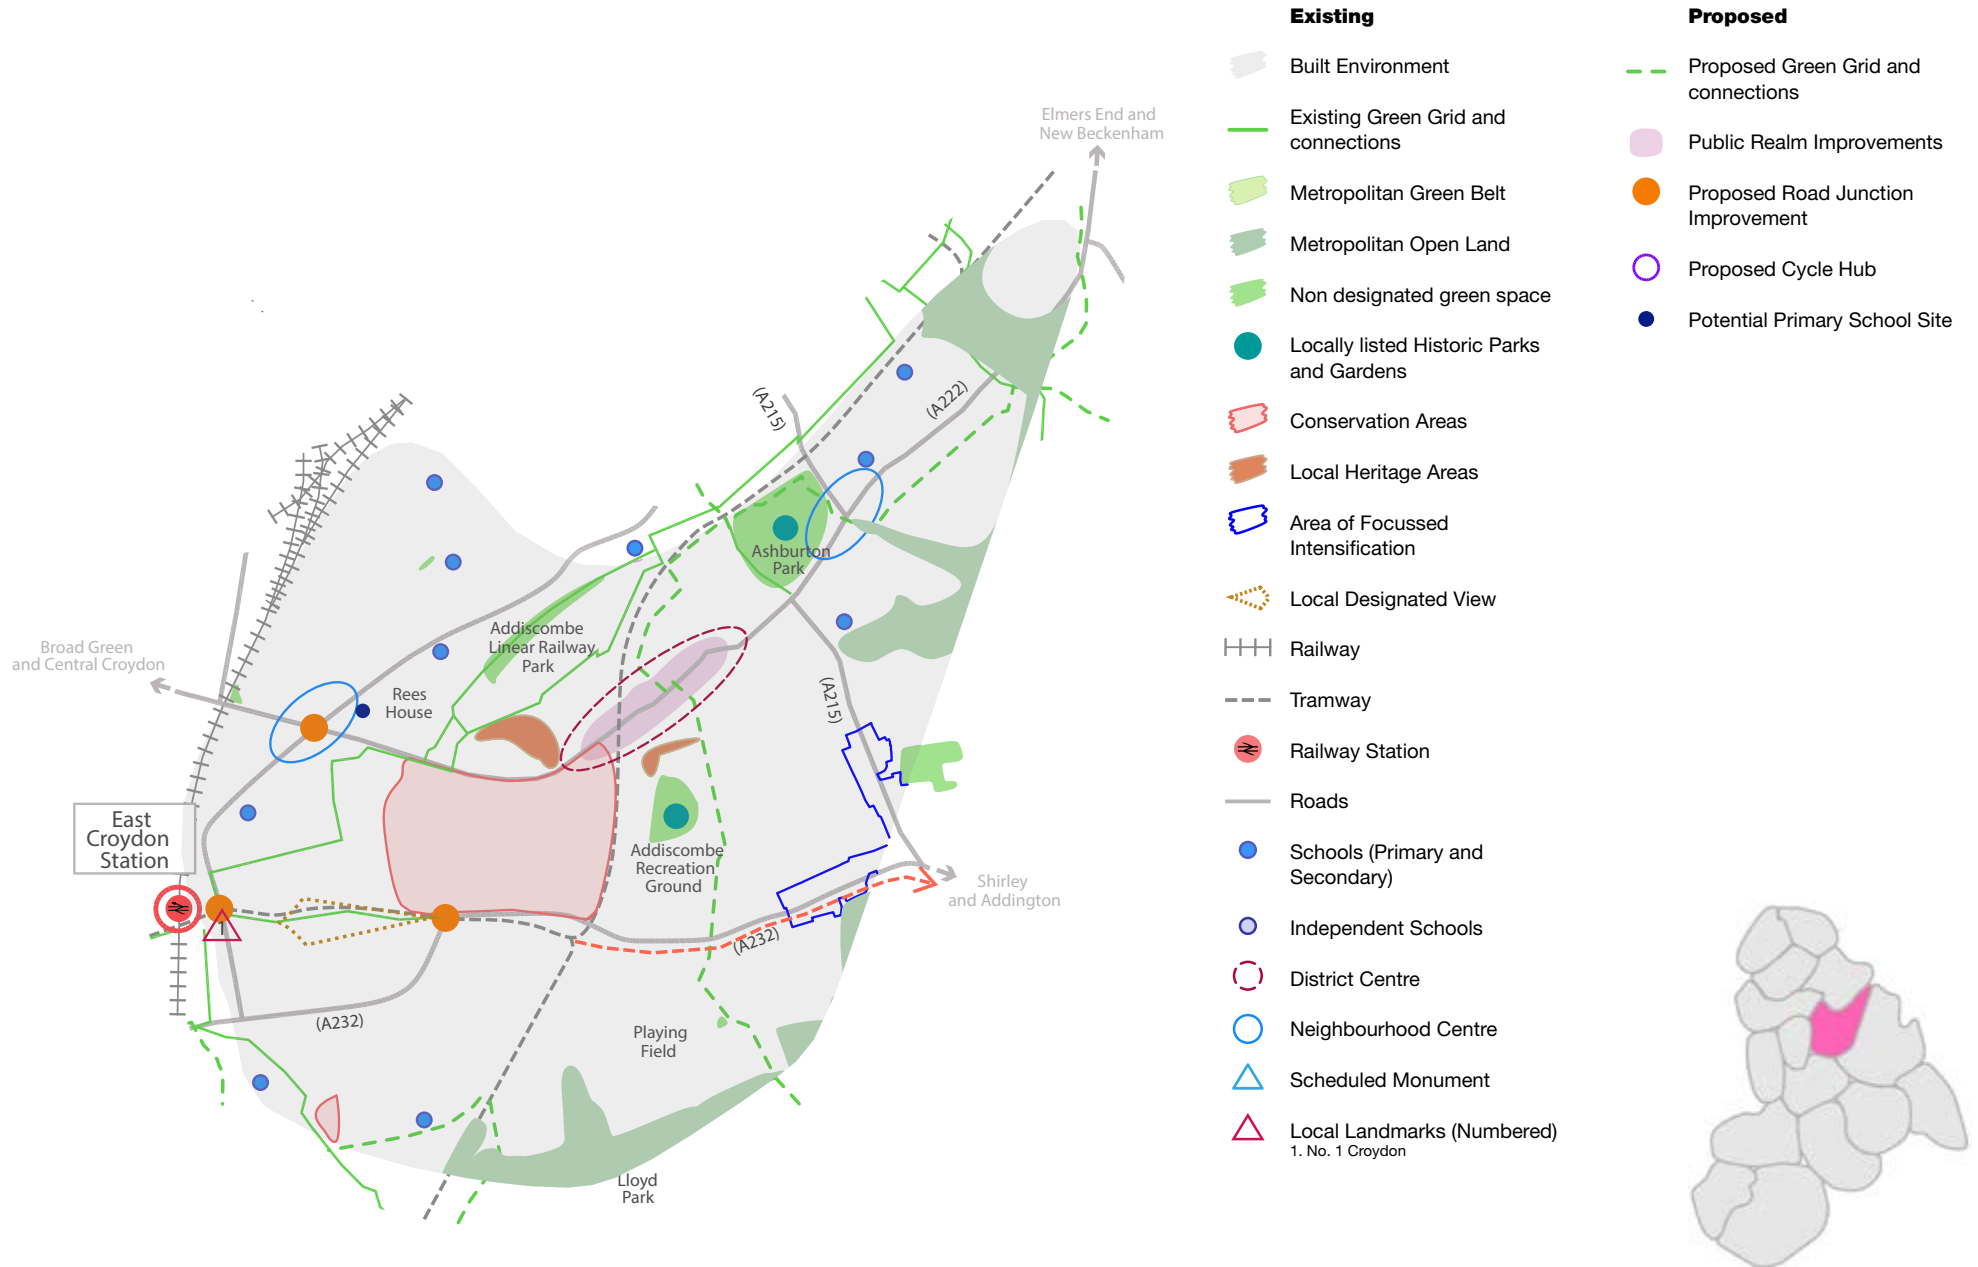 Elmers End and
New Beckenham
(A215)
(A222)
Ashburton
Park
Addiscombe
Linear Railway
Park
Broad Green
and Central Croydon
Rees
House
(A215)
East
Croydon
Station
Addiscombe
Recreation
Ground
Shirley
and Addington
1
(A232)
(A232)
Playing
Field
Lloyd
Park
Existing
Built Environment
Existing Green Grid and
connections
Metropolitan Green Belt
Metropolitan Open Land
Non designated green space
Locally listed Historic Parks
and Gardens
Conservation Areas
Local Heritage Areas
Area of Focussed
Intensification
Local Designated View
Railway
Tramway
Railway Station
Roads
Schools (Primary and
Secondary)
Independent Schools
District Centre
Neighbourhood Centre
Scheduled Monument
Local Landmarks (Numbered)
1. No. 1 Croydon
Proposed
Proposed Green Grid and
connections
Public Realm Improvements
Proposed Road Junction
Improvement
Proposed Cycle Hub
Potential Primary School Site